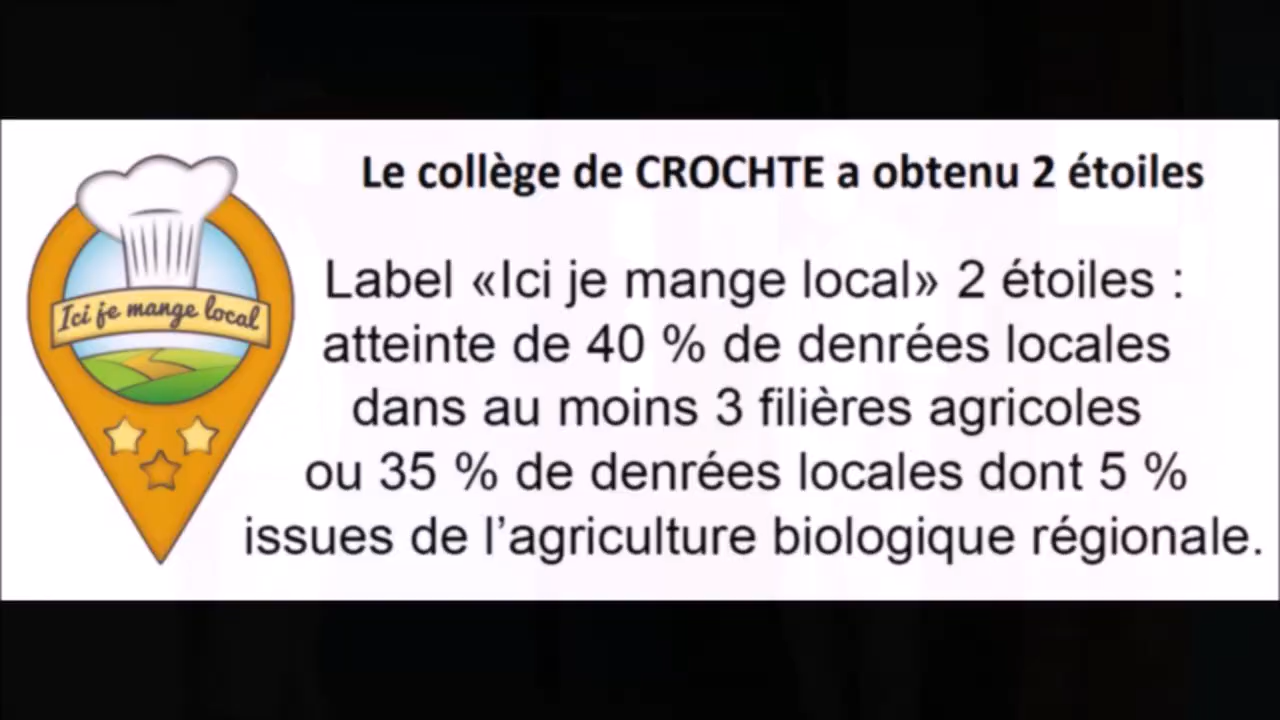 Le collège de CROCHTE a obtenu 2 étoiles
Ici je mange local
Label «Ici je mange local» 2 étoiles :
atteinte de 40 % de denrées locales
dans au moins 3 filières agricoles
ou 35 % de denrées locales dont 5 %
issues de l’agriculture biologique régionale.